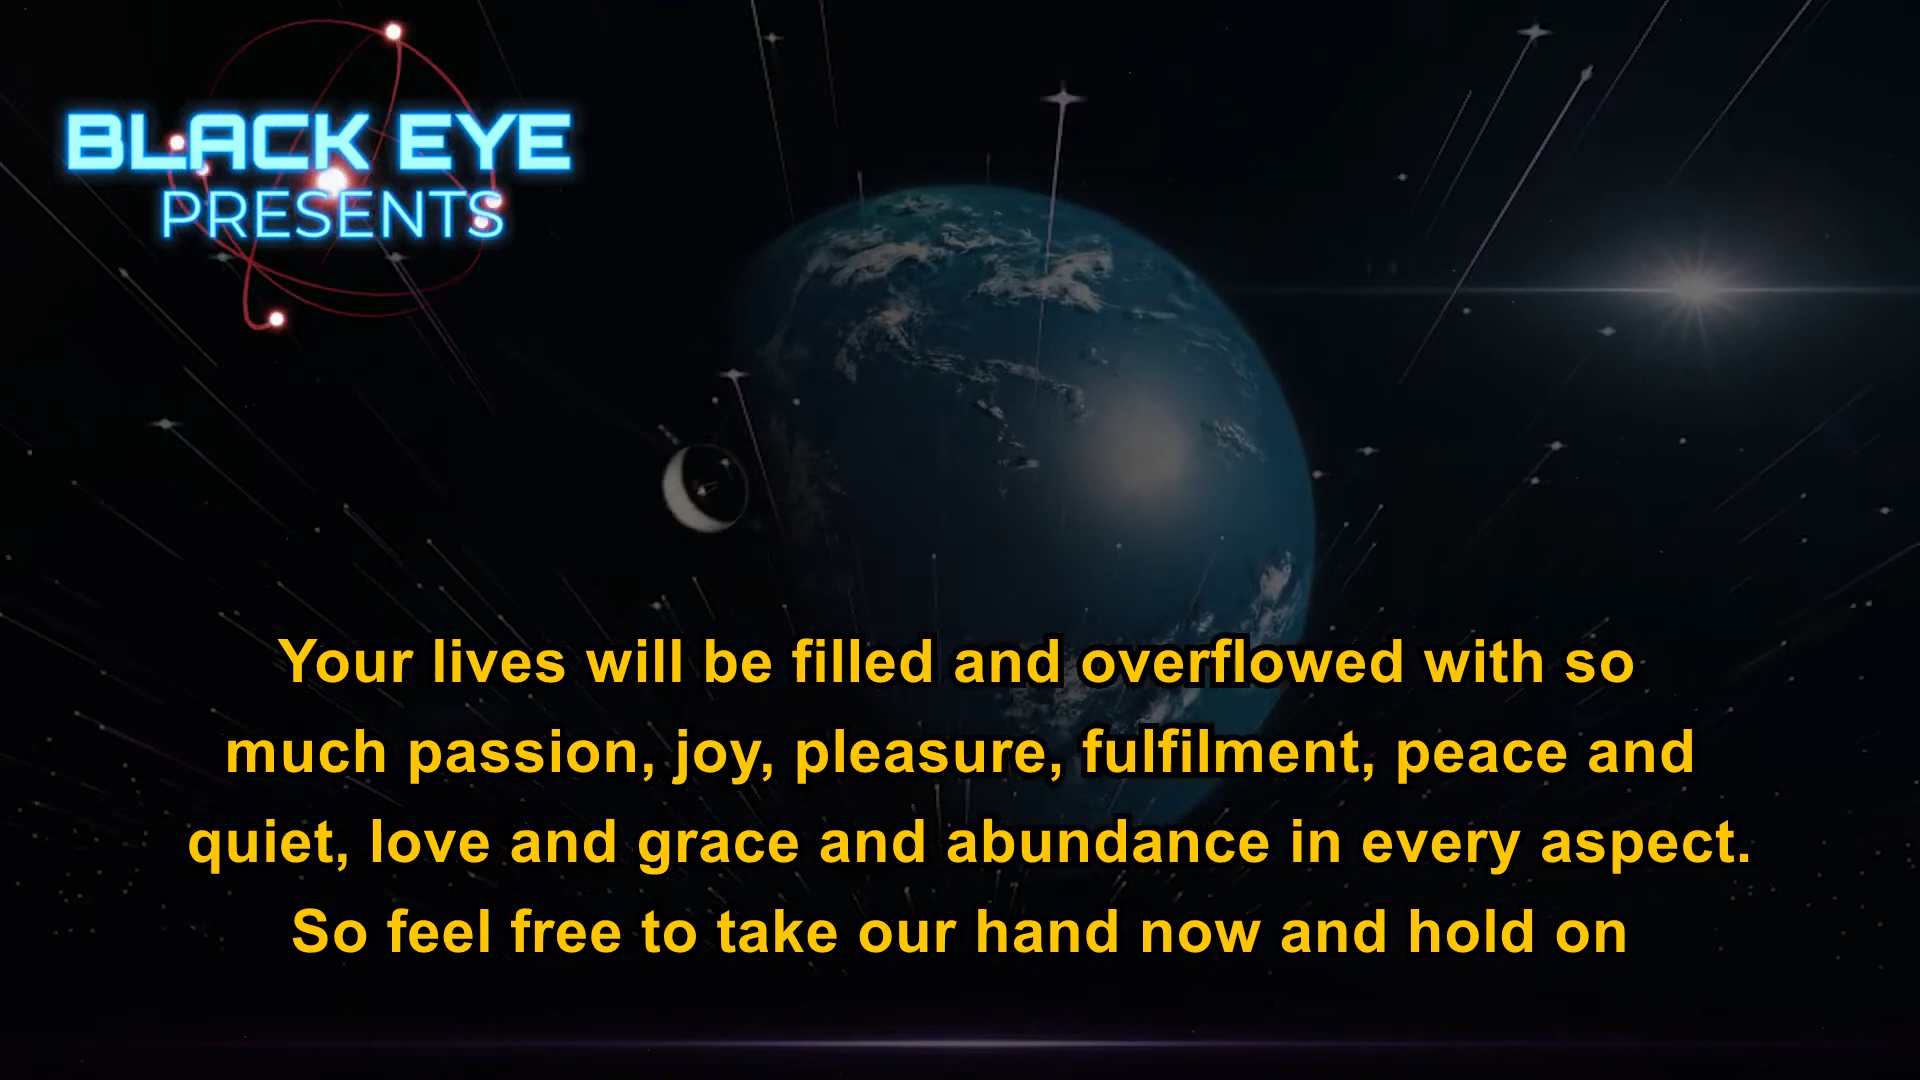 BLACK EYE
PRESENTS
Your lives will be filled and overflowed with so
much passion, joy, pleasure, fulfilment, peace and
quiet, love and grace and abundance in every aspect.
So feel free to take our hand now and hold on